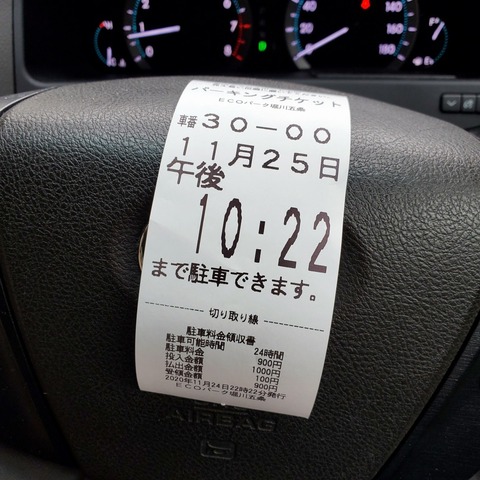 パーキングチケット
ECOパーク堀川五条
車番 30-00
11月25日
午後
10:22
まで駐車できます。
切り取り線
駐車料金領収書
駐車可能時間 24時間
駐車料金 900円
投入金額 1000円
払出金額 100円
受領金額 900円
2020年11月24日22時22分発行
ECOパーク堀川五条
AIRBAG